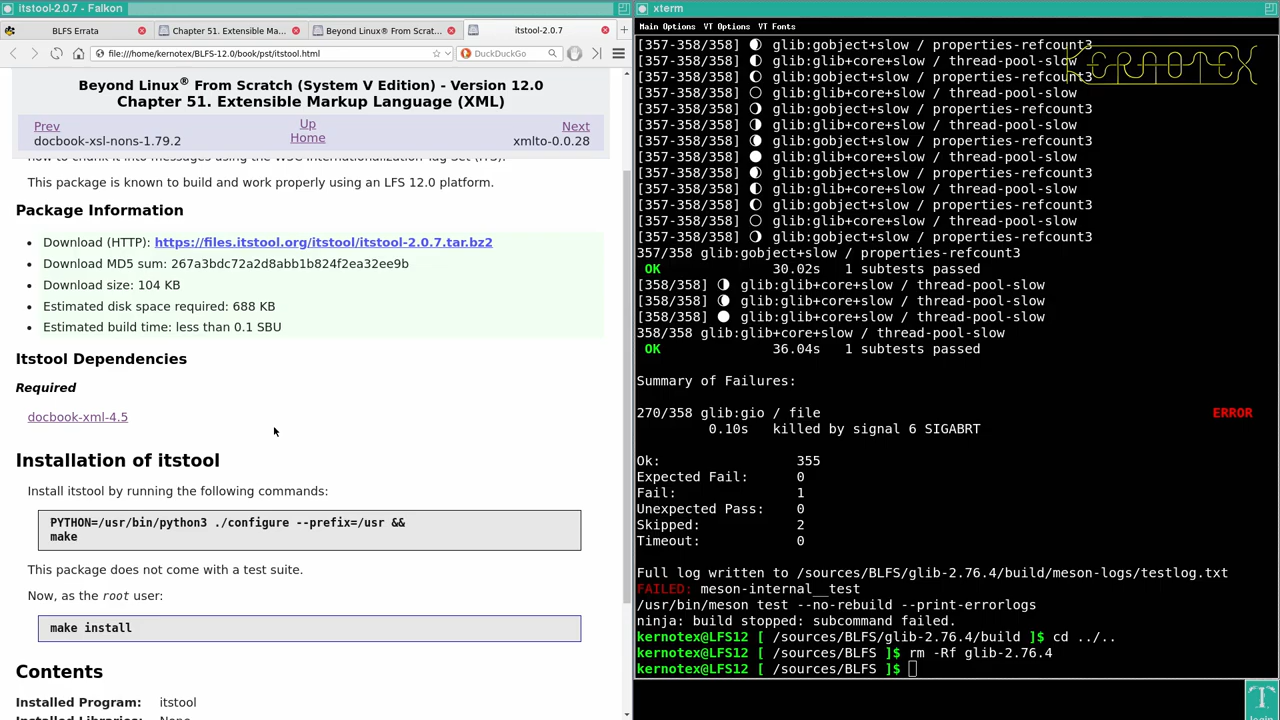 itstool-2.0.7 - Falkon
BLFS Errata
Chapter 51. Extensible Ma...
Beyond Linux® From Scrat...
itstool-2.0.7
file:///home/kernotex/BLFS-12.0/book/pst/itstool.html
DuckDuckGo
Beyond Linux® From Scratch (System V Edition) - Version 12.0
Chapter 51. Extensible Markup Language (XML)
Prev
Up
Next
docbook-xsl-nons-1.79.2
Home
xmlto-0.0.28
how to chunk it into messages using the W3C Internationalization Tag Set (ITS).
This package is known to build and work properly using an LFS 12.0 platform.
Package Information
• Download (HTTP): https://files.itstool.org/itstool/itstool-2.0.7.tar.bz2
• Download MD5 sum: 267a3bdc72a2d8abb1b824f2ea32ee9b
• Download size: 104 KB
• Estimated disk space required: 688 KB
• Estimated build time: less than 0.1 SBU
Itstool Dependencies
Required
docbook-xml-4.5
Installation of itstool
Install itstool by running the following commands:
PYTHON=/usr/bin/python3 ./configure --prefix=/usr &&
make
This package does not come with a test suite.
Now, as the root user:
make install
Contents
Installed Program: itstool
Installed Libraries: None
xterm
Main Options VT Options VT Fonts
KERNOTEX
[357-358/358] ◐ glib:gobject+slow / properties-refcount3
[357-358/358] ◐ glib:glib+core+slow / thread-pool-slow
[357-358/358] ◖ glib:gobject+slow / properties-refcount3
[357-358/358] ○ glib:glib+core+slow / thread-pool-slow
[357-358/358] ◑ glib:gobject+slow / properties-refcount3
[357-358/358] ◑ glib:glib+core+slow / thread-pool-slow
[357-358/358] ◑ glib:gobject+slow / properties-refcount3
[357-358/358] ● glib:glib+core+slow / thread-pool-slow
[357-358/358] ◐ glib:gobject+slow / properties-refcount3
[357-358/358] ◐ glib:glib+core+slow / thread-pool-slow
[357-358/358] ◖ glib:gobject+slow / properties-refcount3
[357-358/358] ○ glib:glib+core+slow / thread-pool-slow
[357-358/358] ◑ glib:gobject+slow / properties-refcount3
357/358 glib:gobject+slow / properties-refcount3
OK 30.02s 1 subtests passed
[358/358] ◑ glib:glib+core+slow / thread-pool-slow
[358/358] ◑ glib:glib+core+slow / thread-pool-slow
[358/358] ● glib:glib+core+slow / thread-pool-slow
358/358 glib:glib+core+slow / thread-pool-slow
OK 36.04s 1 subtests passed
Summary of Failures:
270/358 glib:gio / file ERROR
0.10s killed by signal 6 SIGABRT
Ok: 355
Expected Fail: 0
Fail: 1
Unexpected Pass: 0
Skipped: 2
Timeout: 0
Full log written to /sources/BLFS/glib-2.76.4/build/meson-logs/testlog.txt
FAILED: meson-internal__test
/usr/bin/meson test --no-rebuild --print-errorlogs
ninja: build stopped: subcommand failed.
kernotex@LFS12 [ /sources/BLFS/glib-2.76.4/build ]$ cd ../..
kernotex@LFS12 [ /sources/BLFS ]$ rm -Rf glib-2.76.4
kernotex@LFS12 [ /sources/BLFS ]$
login